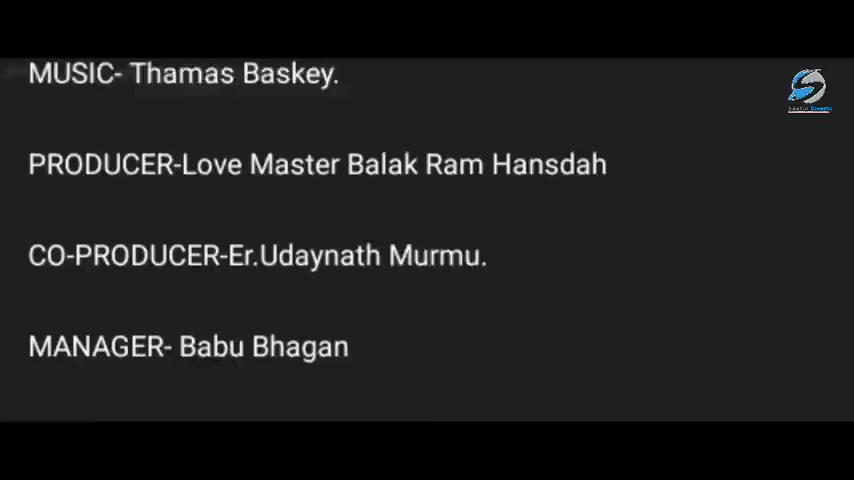 MUSIC- Thamas Baskey.
PRODUCER-Love Master Balak Ram Hansdah
CO-PRODUCER-Er.Udaynath Murmu.
MANAGER- Babu Bhagan